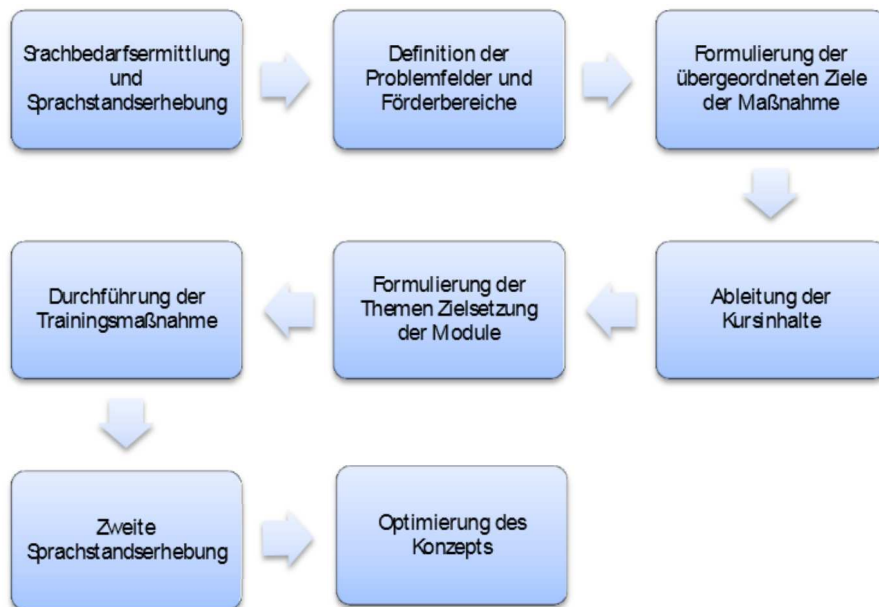 Srachbedarfsermittlung
und
Sprachstandserhebung
Definition der
Problemfelder und
Förderbereiche
Formulierung der
übergeordneten Ziele
der Maßnahme
Ableitung der
Kursinhalte
Formulierung der
Themen Zielsetzung
der Module
Durchführung der
Trainingsmaßnahme
Zweite
Sprachstandserhebung
Optimierung des
Konzepts